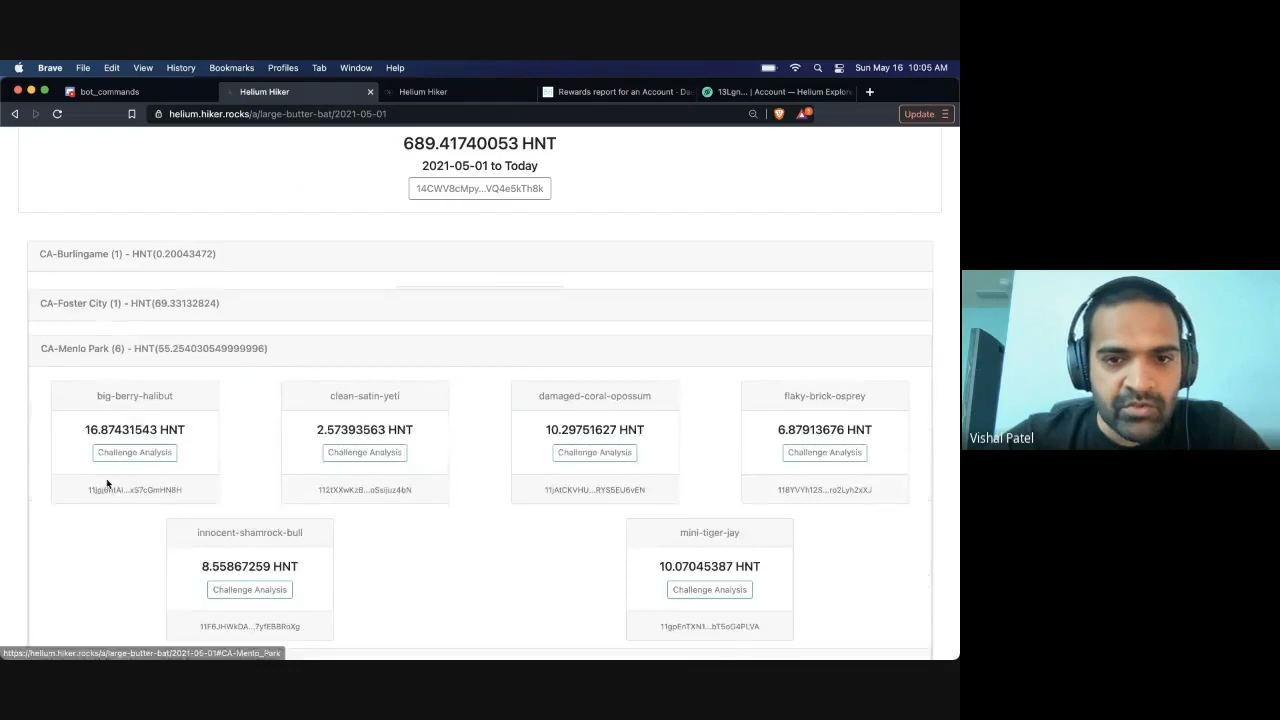 Brave File Edit View History Bookmarks Profiles Tab Window Help Sun May 16 10:05 AM
bot_commands Helium Hiker Helium Hiker Rewards report for an Account - Da 13Lgn... | Account — Helium Explore
helium.hiker.rocks/a/large-butter-bat/2021-05-01 Update
689.41740053 HNT
2021-05-01 to Today
14CWV8cMpy...VQ4e5kTh8k
CA-Burlingame (1) - HNT(0.20043472)
CA-Foster City (1) - HNT(69.33132824)
CA-Menlo Park (6) - HNT(55.254030549999996)
big-berry-halibut clean-satin-yeti damaged-coral-opossum flaky-brick-osprey
16.87431543 HNT 2.57393563 HNT 10.29751627 HNT 6.87913676 HNT
Challenge Analysis Challenge Analysis Challenge Analysis Challenge Analysis
innocent-shamrock-bull mini-tiger-jay
8.55867259 HNT 10.07045387 HNT
Challenge Analysis Challenge Analysis
https://helium.hiker.rocks/a/large-butter-bat/2021-05-01#CA-Menlo_Park
Vishal Patel